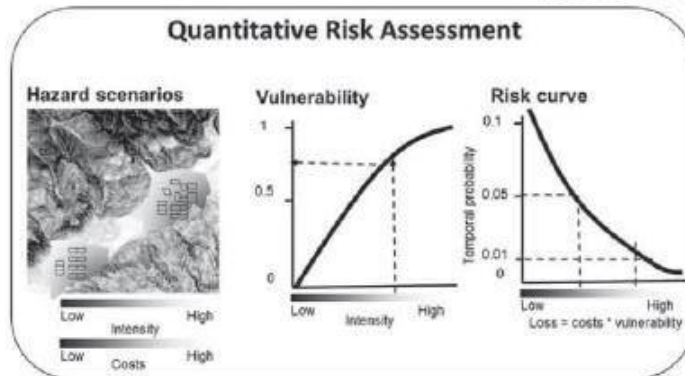 Quantitative Risk Assessment
Hazard scenarios
Low High
Intensity
Low High
Costs
Vulnerability
1
0.5
0
Low High
Intensity
Risk curve
Temporal probability
0.1
0.05
0.01
0
Low High
Loss = costs * vulnerability